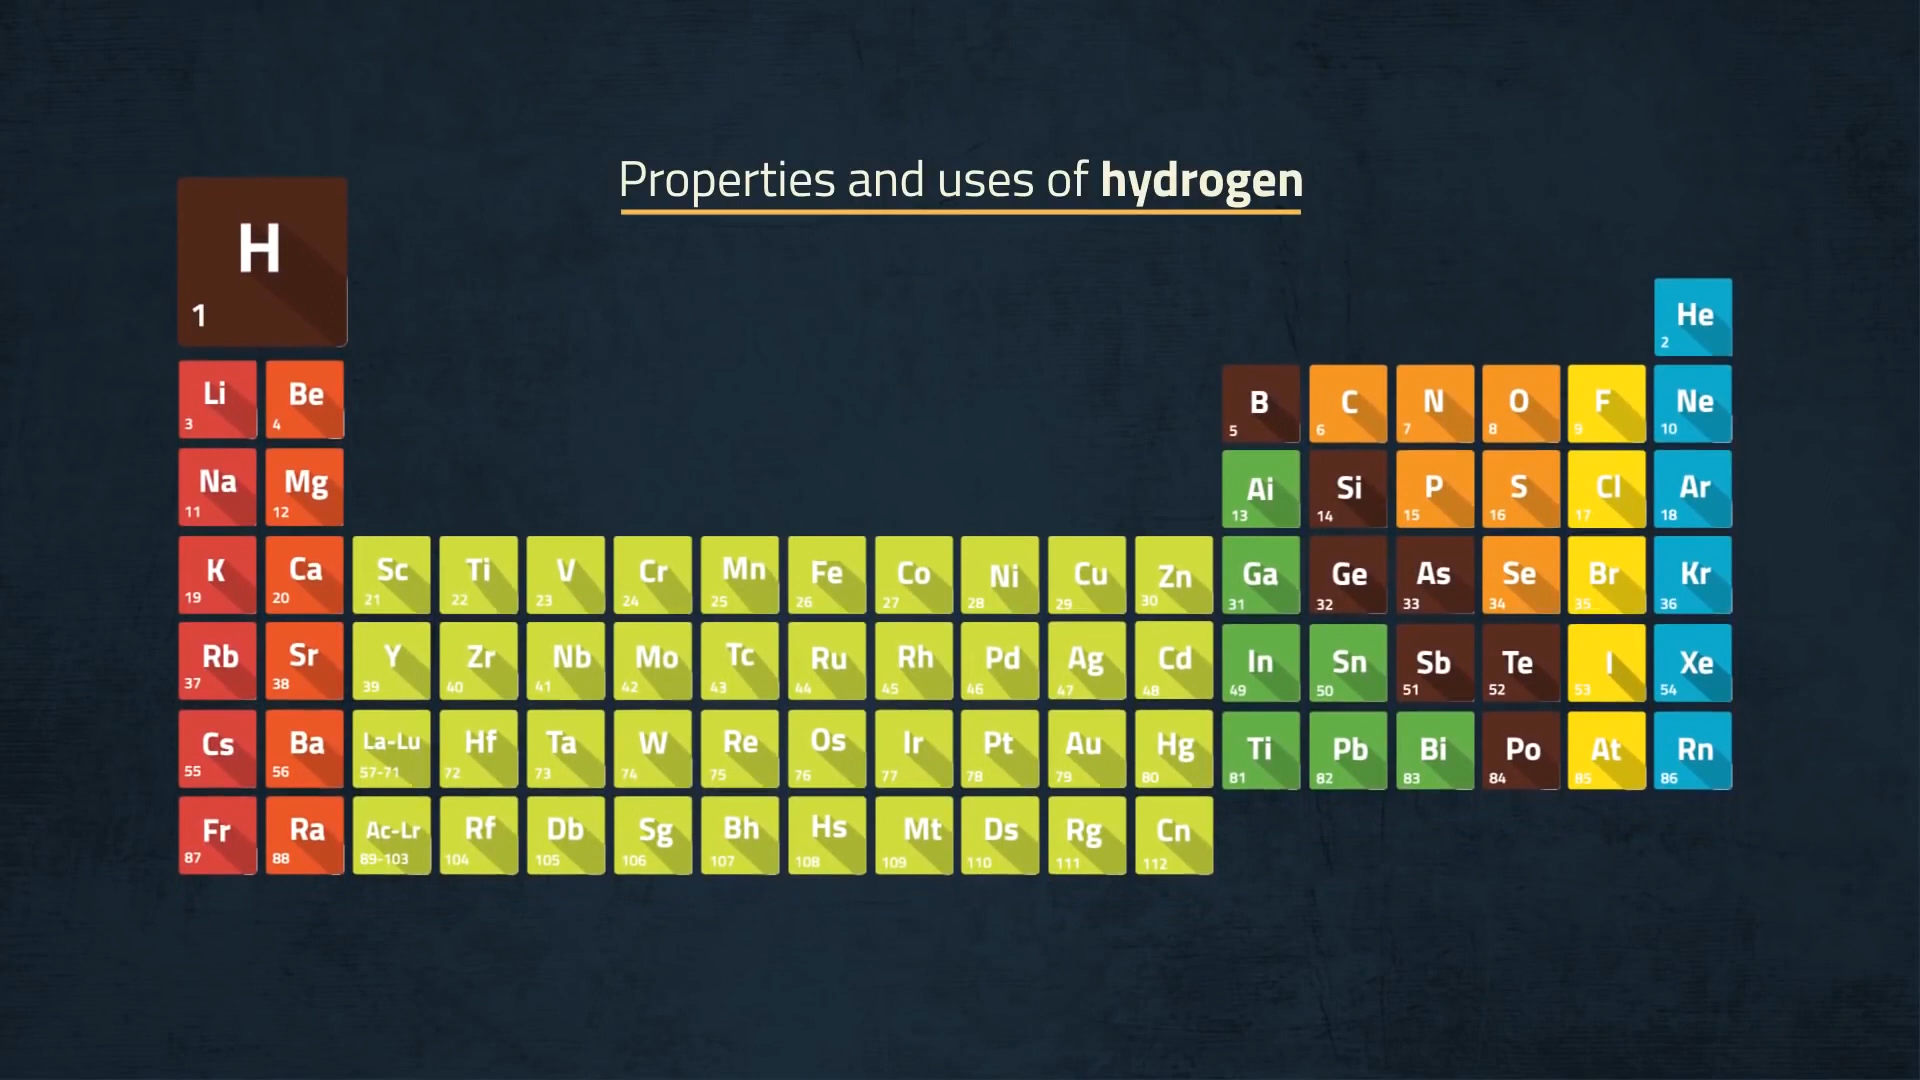 Properties and uses of hydrogen
H
1
He
2
Li Be B C N O F Ne
3 4 5 6 7 8 9 10
Na Mg Ai Si P S Cl Ar
11 12 13 14 15 16 17 18
K Ca Sc Ti V Cr Mn Fe Co Ni Cu Zn Ga Ge As Se Br Kr
19 20 21 22 23 24 25 26 27 28 29 30 31 32 33 34 35 36
Rb Sr Y Zr Nb Mo Tc Ru Rh Pd Ag Cd In Sn Sb Te I Xe
37 38 39 40 41 42 43 44 45 46 47 48 49 50 51 52 53 54
Cs Ba La-Lu Hf Ta W Re Os Ir Pt Au Hg Ti Pb Bi Po At Rn
55 56 57-71 72 73 74 75 76 77 78 79 80 81 82 83 84 85 86
Fr Ra Ac-Lr Rf Db Sg Bh Hs Mt Ds Rg Cn
87 88 89-103 104 105 106 107 108 109 110 111 112